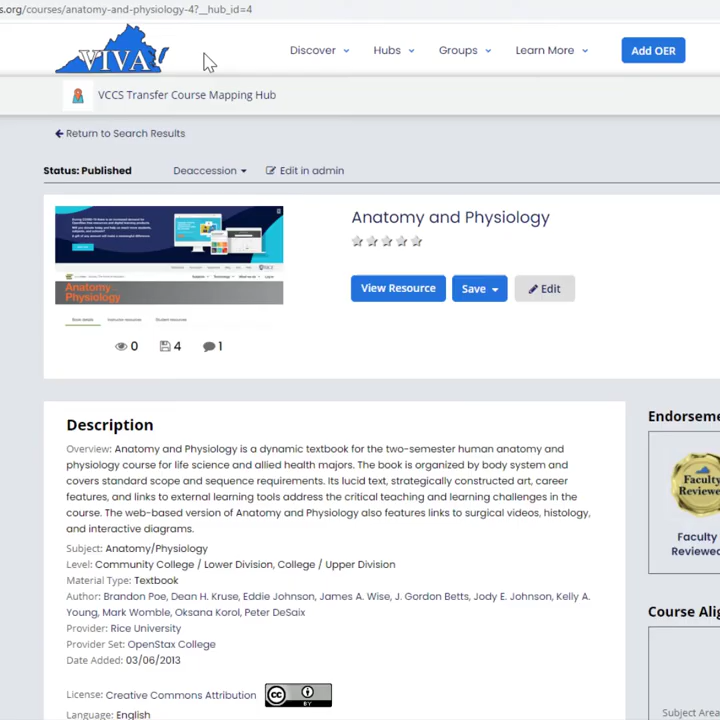 s.org/courses/anatomy-and-physiology-4?__hub_id=4
VIVA
Discover
Hubs
Groups
Learn More
Add OER
VCCS Transfer Course Mapping Hub
Return to Search Results
Status: Published
Deaccession
Edit in admin
Anatomy and Physiology
View Resource
Save
Edit
Anatomy and
Physiology
0
4
1
Description
Overview: Anatomy and Physiology is a dynamic textbook for the two-semester human anatomy and
physiology course for life science and allied health majors. The book is organized by body system and
covers standard scope and sequence requirements. Its lucid text, strategically constructed art, career
features, and links to external learning tools address the critical teaching and learning challenges in the
course. The web-based version of Anatomy and Physiology also features links to surgical videos, histology,
and interactive diagrams.
Subject: Anatomy/Physiology
Level: Community College / Lower Division, College / Upper Division
Material Type: Textbook
Author: Brandon Poe, Dean H. Kruse, Eddie Johnson, James A. Wise, J. Gordon Betts, Jody E. Johnson, Kelly A.
Young, Mark Womble, Oksana Korol, Peter DeSaix
Provider: Rice University
Provider Set: OpenStax College
Date Added: 03/06/2013
License: Creative Commons Attribution
CC BY
Language: English
Endorseme
Faculty
Reviewe
Faculty
Reviewe
Course Alig
Subject Area